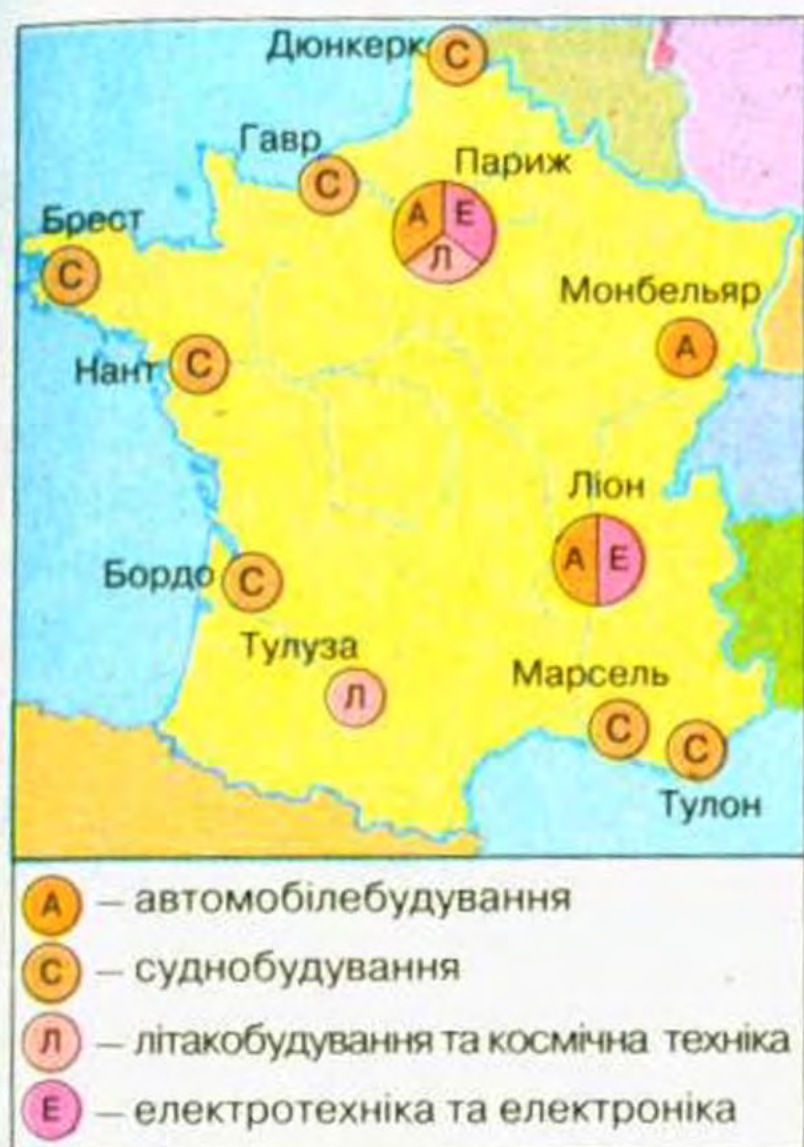 Дюнкерк С
Гавр
С
Париж
А Е
Л
Брест
С
Монбельяр
А
Нант С
Ліон
А Е
Бордо С
Тулуза
Л
Марсель
С
С
Тулон
А – автомобілебудування
С – суднобудування
Л – літакобудування та космічна техніка
Е – електротехніка та електроніка